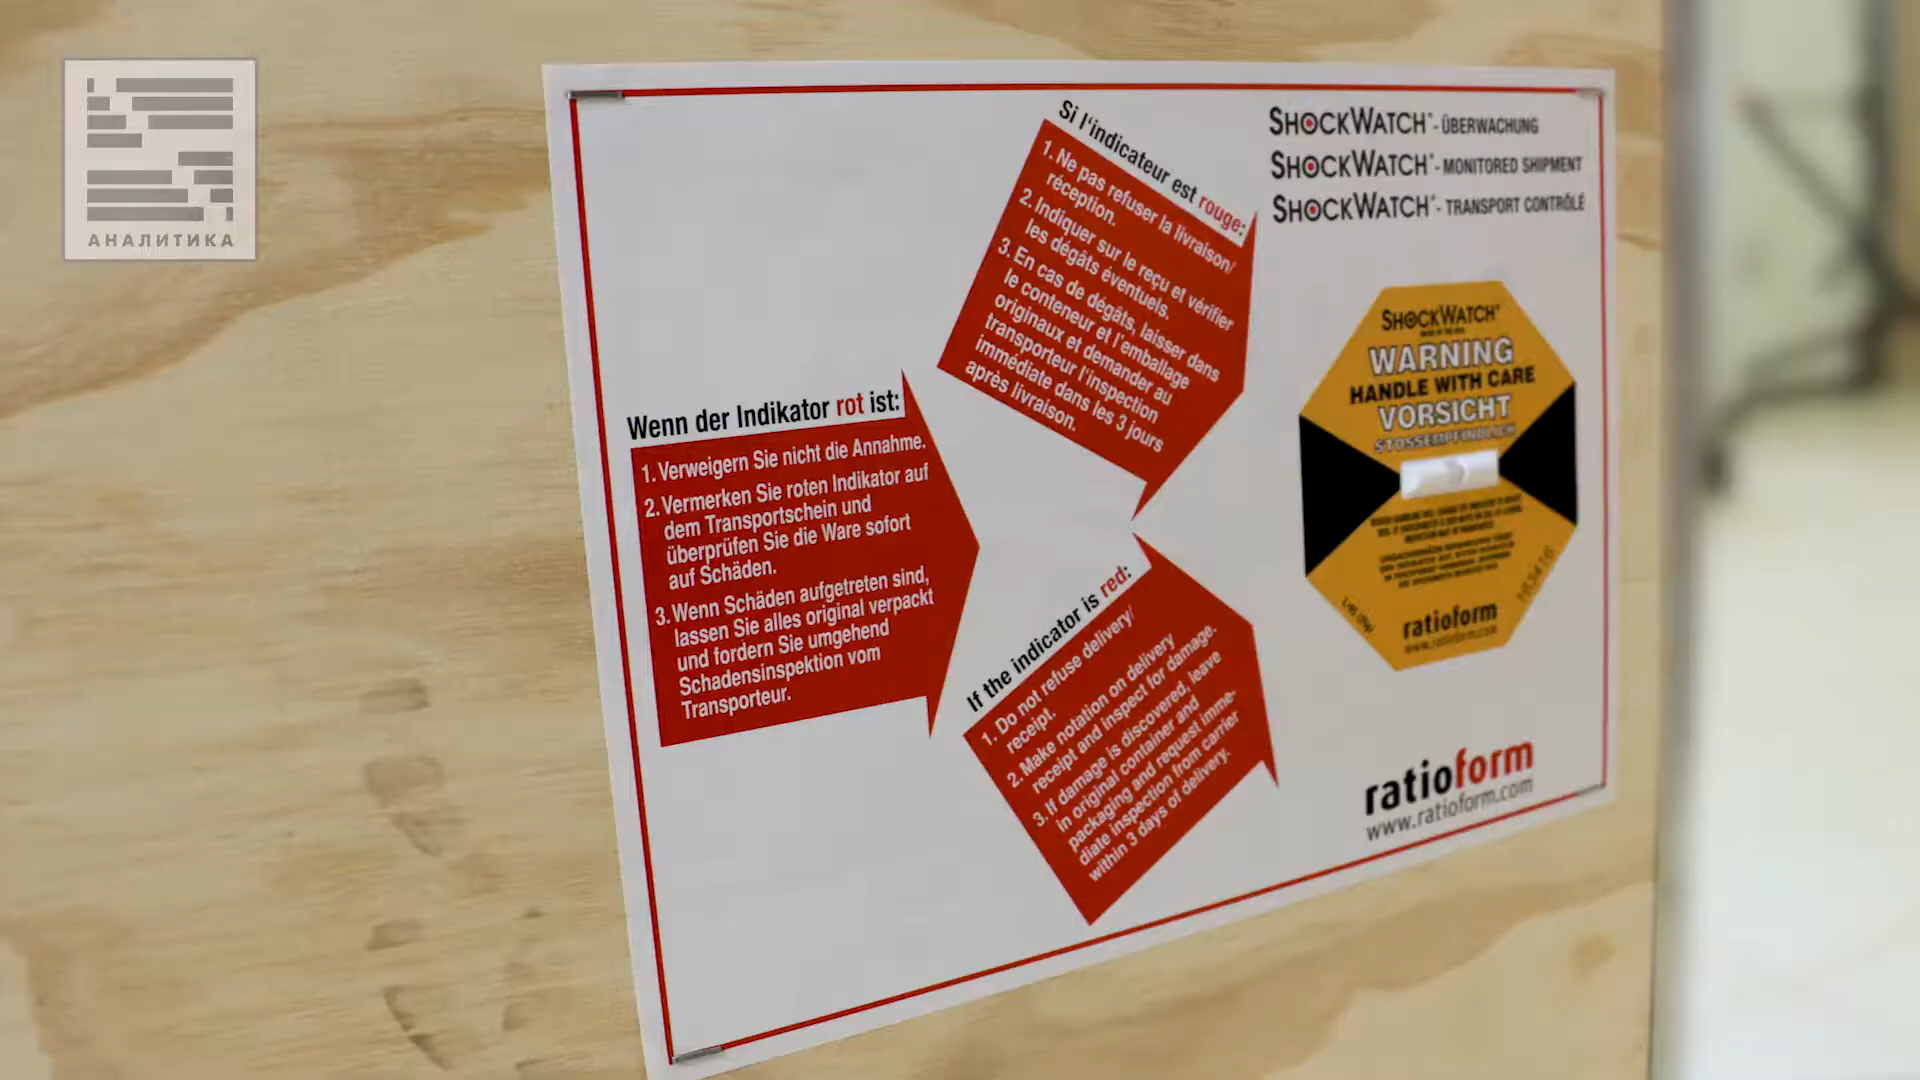 АНАЛИТИКА
Wenn der Indikator rot ist:
1. Verweigern Sie nicht die Annahme.
2. Vermerken Sie roten Indikator auf
dem Transportschein und
überprüfen Sie die Ware sofort
auf Schäden.
3. Wenn Schäden aufgetreten sind,
lassen Sie alles original verpackt
und fordern Sie umgehend
Schadensinspektion vom
Transporteur.
Si l'indicateur est rouge:
1. Ne pas refuser la livraison/
réception.
2. Indiquer sur le reçu et vérifier
les dégâts éventuels.
3. En cas de dégâts, laisser dans
le conteneur et l'emballage
originaux et demander au
transporteur l'inspection
immédiate dans les 3 jours
après livraison.
If the indicator is red:
1. Do not refuse delivery/
receipt.
2. Make notation on delivery
receipt and inspect for damage.
3. If damage is discovered, leave
in original container and
packaging and request imme-
diate inspection from carrier
within 3 days of delivery.
SHOCKWATCH® - ÜBERWACHUNG
SHOCKWATCH® - MONITORED SHIPMENT
SHOCKWATCH® - TRANSPORT CONTRÔLÉ
SHOCKWATCH®
WARNING
HANDLE WITH CARE
VORSICHT
STOSSEMPFINDLICH
ratioform
www.ratioform.com
ratioform
www.ratioform.com